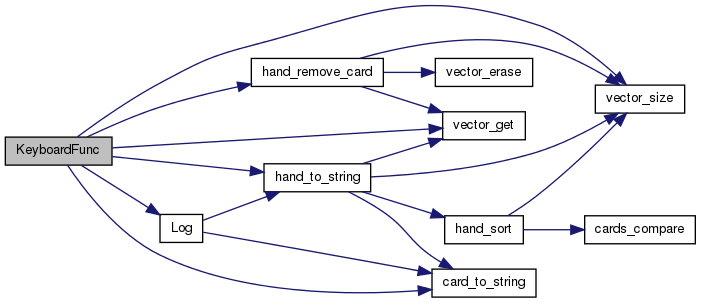 KeyboardFunc
hand_remove_card
vector_erase
vector_size
vector_get
hand_to_string
Log
hand_sort
cards_compare
card_to_string